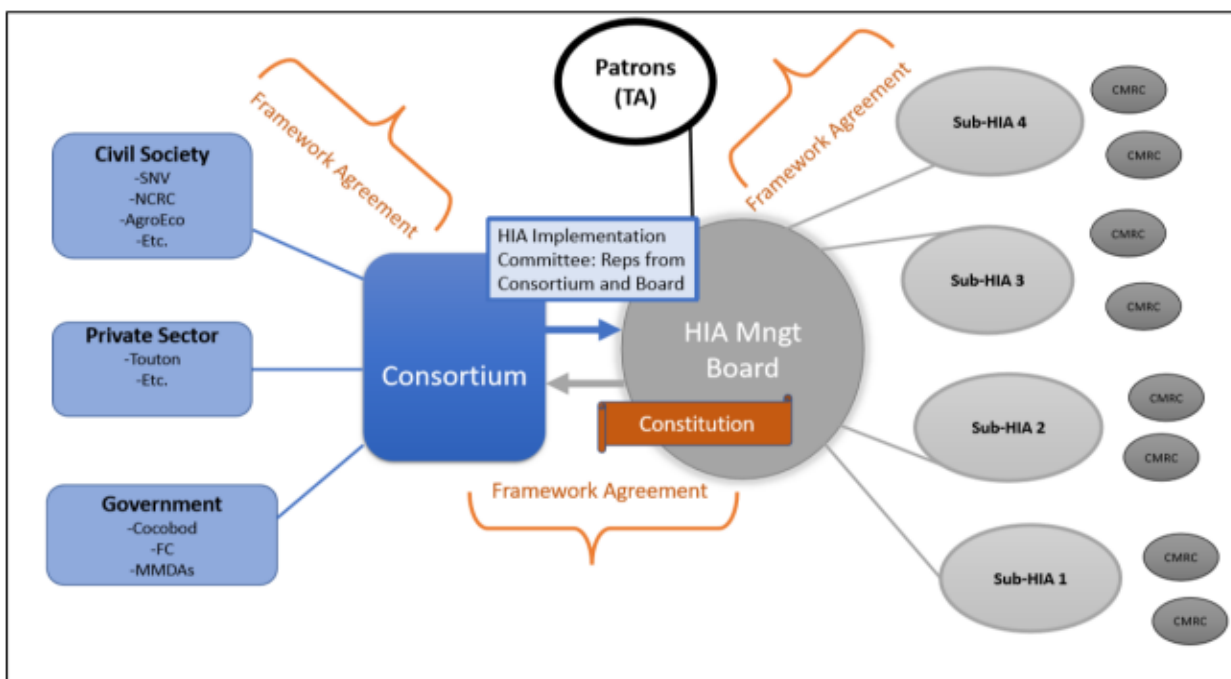 Patrons
(TA)
Framework Agreement
Framework Agreement
Civil Society
-SNV
-NCRC
-AgroEco
-Etc.
Private Sector
-Touton
-Etc.
Government
-Cocobod
-FC
-MMDAs
Consortium
HIA Implementation
Committee: Reps from
Consortium and Board
HIA Mngt
Board
Constitution
Framework Agreement
Sub-HIA 4
CMRC
CMRC
Sub-HIA 3
CMRC
CMRC
Sub-HIA 2
CMRC
CMRC
Sub-HIA 1
CMRC
CMRC